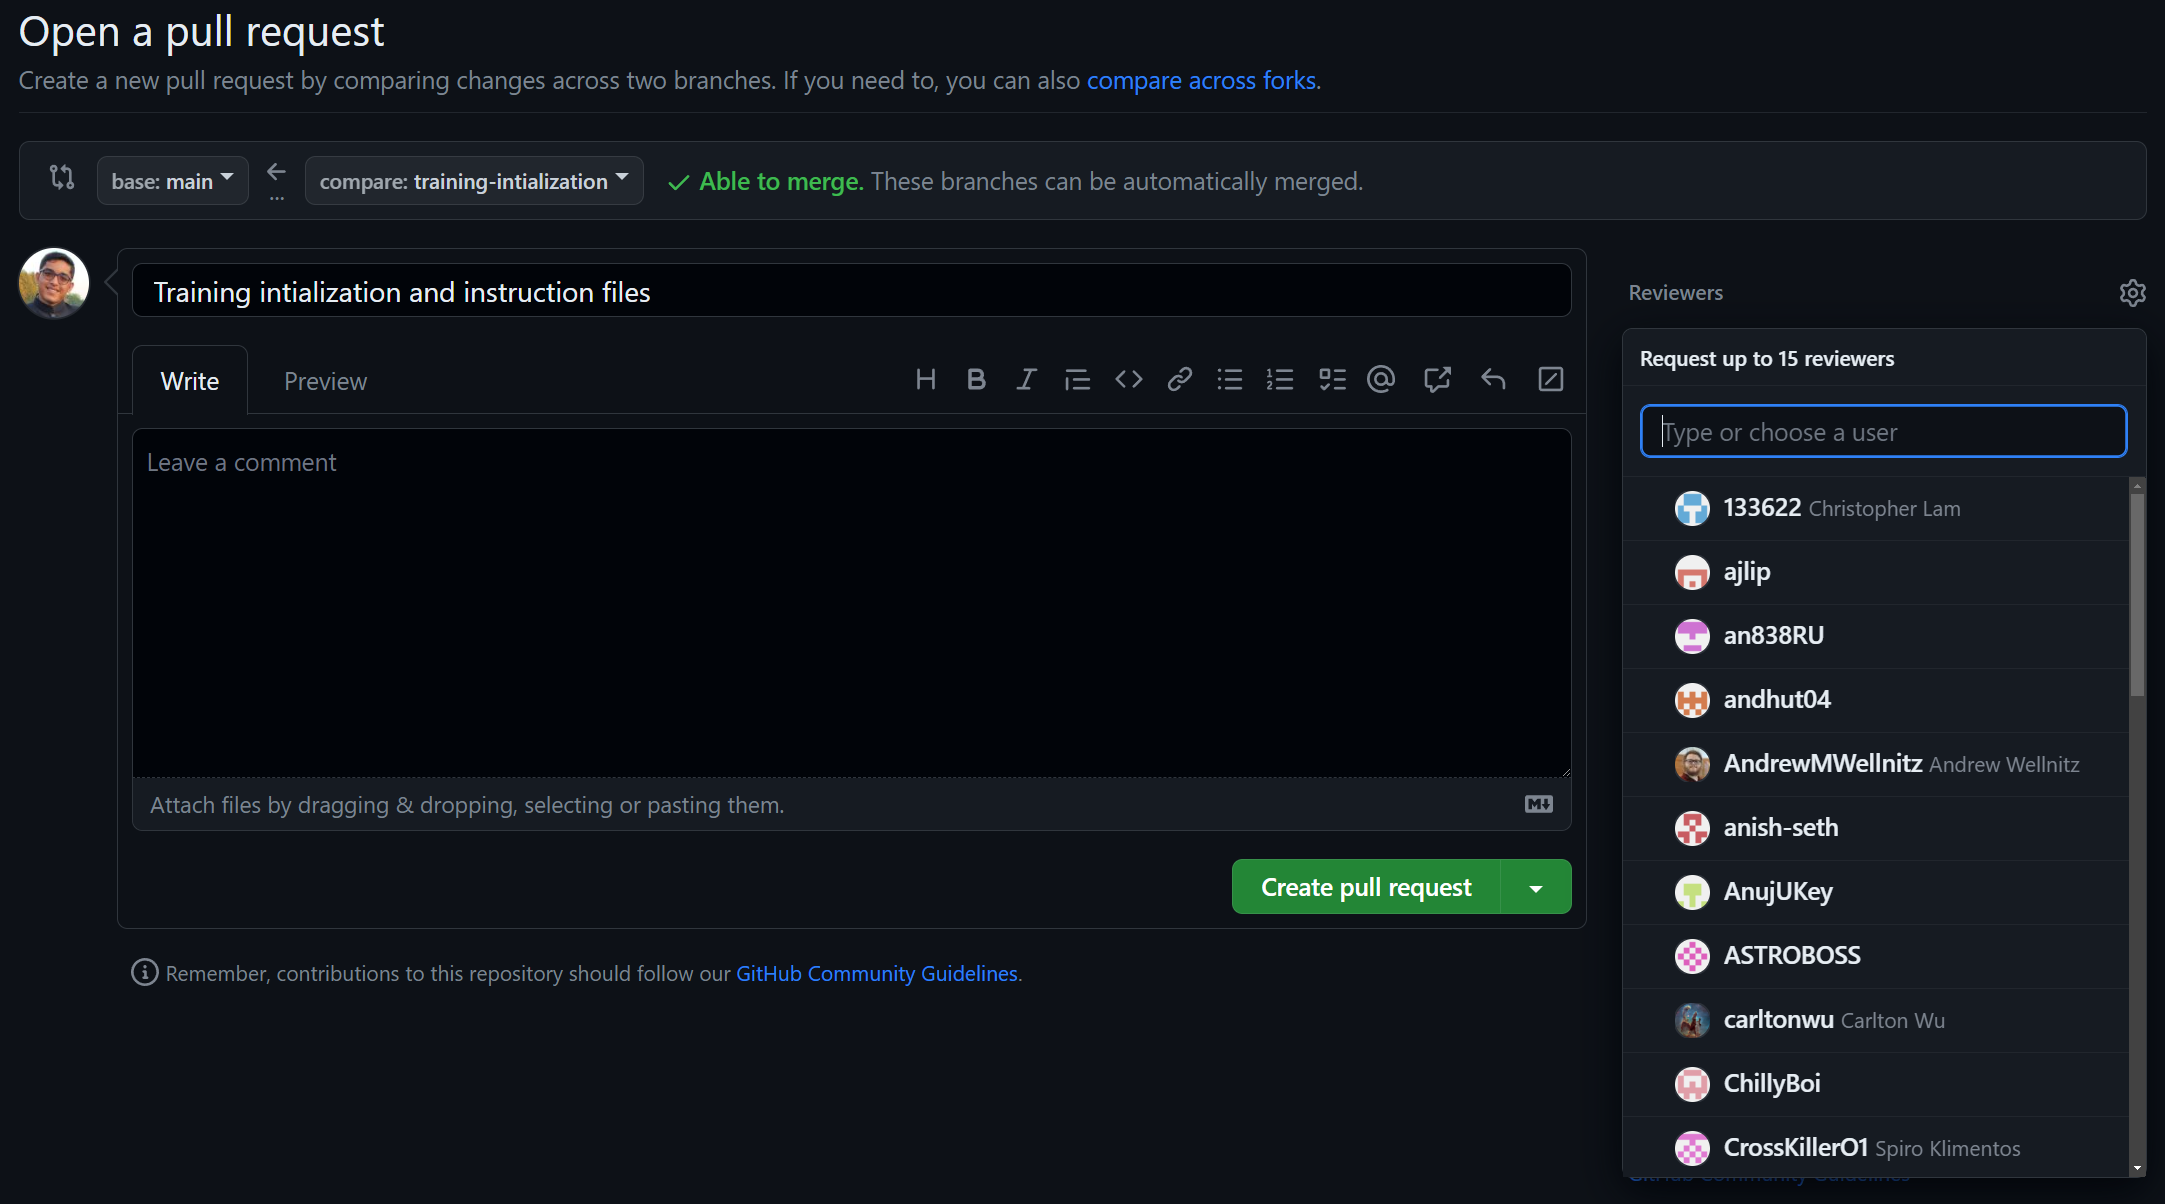 Open a pull request
Create a new pull request by comparing changes across two branches. If you need to, you can also compare across forks.
base: main
...
compare: training-intialization
Able to merge. These branches can be automatically merged.
Training intialization and instruction files
Write
Preview
Leave a comment
Attach files by dragging & dropping, selecting or pasting them.
Create pull request
Remember, contributions to this repository should follow our GitHub Community Guidelines.
Reviewers
Request up to 15 reviewers
Type or choose a user
133622 Christopher Lam
ajlip
an838RU
andhut04
AndrewMWellnitz Andrew Wellnitz
anish-seth
AnujUKey
ASTROBOSS
carltonwu Carlton Wu
ChillyBoi
CrossKillerO1 Spiro Klimentos
GitHub Community Guidelines